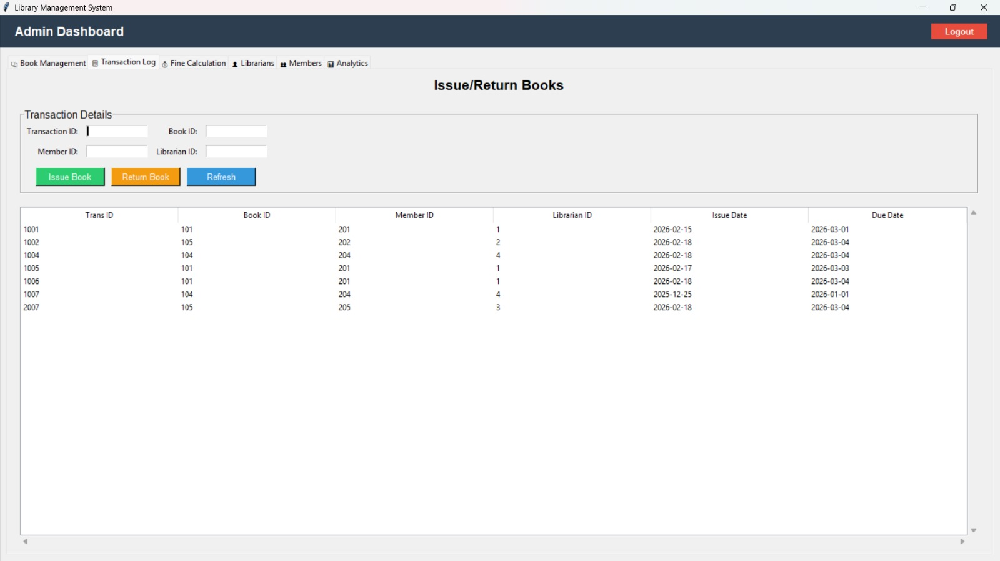 Library Management System
Admin Dashboard
Logout
Book Management Transaction Log Fine Calculation Librarians Members Analytics
Issue/Return Books
Transaction Details
Transaction ID: Book ID:
Member ID: Librarian ID:
Issue Book Return Book Refresh
Trans ID Book ID Member ID Librarian ID Issue Date Due Date
1001 101 201 1 2026-02-15 2026-03-01
1002 105 202 2 2026-02-18 2026-03-04
1004 104 204 4 2026-02-18 2026-03-04
1005 101 201 1 2026-02-17 2026-03-03
1006 101 201 1 2026-02-18 2026-03-04
1007 104 204 4 2025-12-25 2026-01-01
2007 105 205 3 2026-02-18 2026-03-04